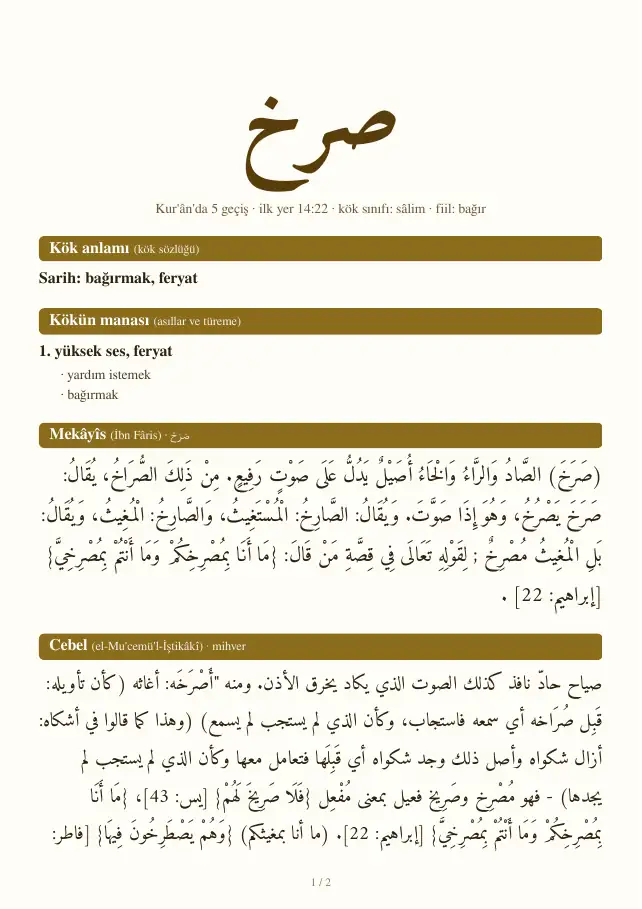 صرخ
Kur'ân'da 5 geçiş · ilk yer 14:22 · kök sınıfı: sâlim · fiil: bağır
Kök anlamı (kök sözlüğü)
Sarih: bağırmak, feryat
Kökün manası (asıllar ve türeme)
1. yüksek ses, feryat
· yardım istemek
· bağırmak
Mekâyîs (İbn Fâris) · صَرَخَ
(صَرَخَ) الصَّادُ وَالرَّاءُ وَالْخَاءُ أُصَيْلٌ يَدُلُّ عَلَى صَوْتٍ رَفِيعٍ. مِنْ ذَلِكَ الصُّرَاخُ، يُقَالُ:
صَرَخَ يَصْرُخُ، وَهُوَ إِذَا صَوَّتَ. وَيُقَالُ: الصَّارِخُ: الْمُسْتَغِيثُ، وَالصَّارِخُ: الْمُغِيثُ، وَيُقَالُ:
بَلِ الْمُغِيثُ مُصْرِخٌ ; لِقَوْلِهِ تَعَالَى فِي قِصَّةِ مَنْ قَالَ: {مَا أَنَا بِمُصْرِخِكُمْ وَمَا أَنْتُمْ بِمُصْرِخِيَّ}
[إبراهيم: 22] .
Cebel (el-Mu'cemü'l-İştikâkî) · mihver
صياح حادّ نافذ كذلك الصوت الذي يكاد يخرق الأذن. ومنه "أَصْرَخَه: أغاثه (كأن تأويله:
قَبِل صُرَاخه أي سمعه فاستجاب، وكأن الذي لم يستجب لم يسمع) (وهذا كما قالوا في أشكاه:
أزال شكواه وأصل ذلك وجد شكواه أي قَبِلَها فتعامل معها وكأن الذي لم يستجب لم
يجدها) - فهو مُصْرِخ وصَرِيخ فعيل بمعنى مُفْعِل {فَلَا صَرِيخَ لَهُمْ} [يس: 43]، {مَا أَنَا
بِمُصْرِخِكُمْ وَمَا أَنْتُمْ بِمُصْرِخِيَّ} [إبراهيم: 22]. (ما أنا بمغيثكم) {وَهُمْ يَصْطَرِخُونَ فِيهَا} [فاطر:
1 / 2